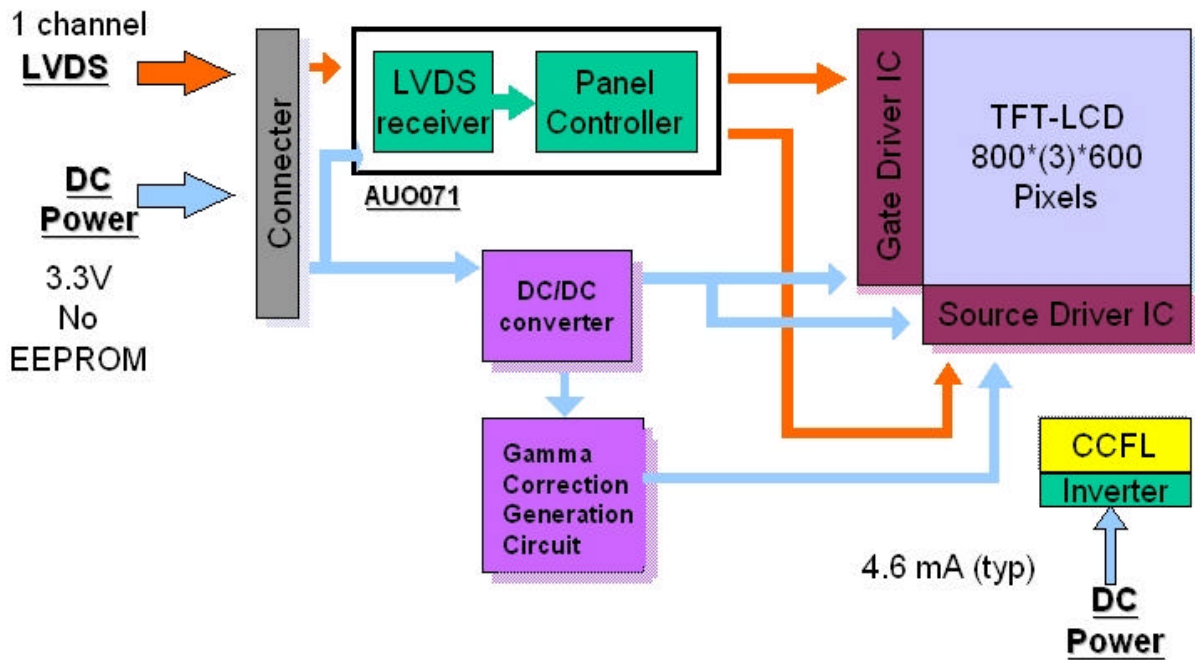 1 channel
LVDS
DC
Power
3.3V
No
EEPROM
Connecter
LVDS
receiver
Panel
Controller
AUO071
DC/DC
converter
Gamma
Correction
Generation
Circuit
Gate Driver IC
TFT-LCD
800*(3)*600
Pixels
Source Driver IC
CCFL
Inverter
4.6 mA (typ)
DC
Power